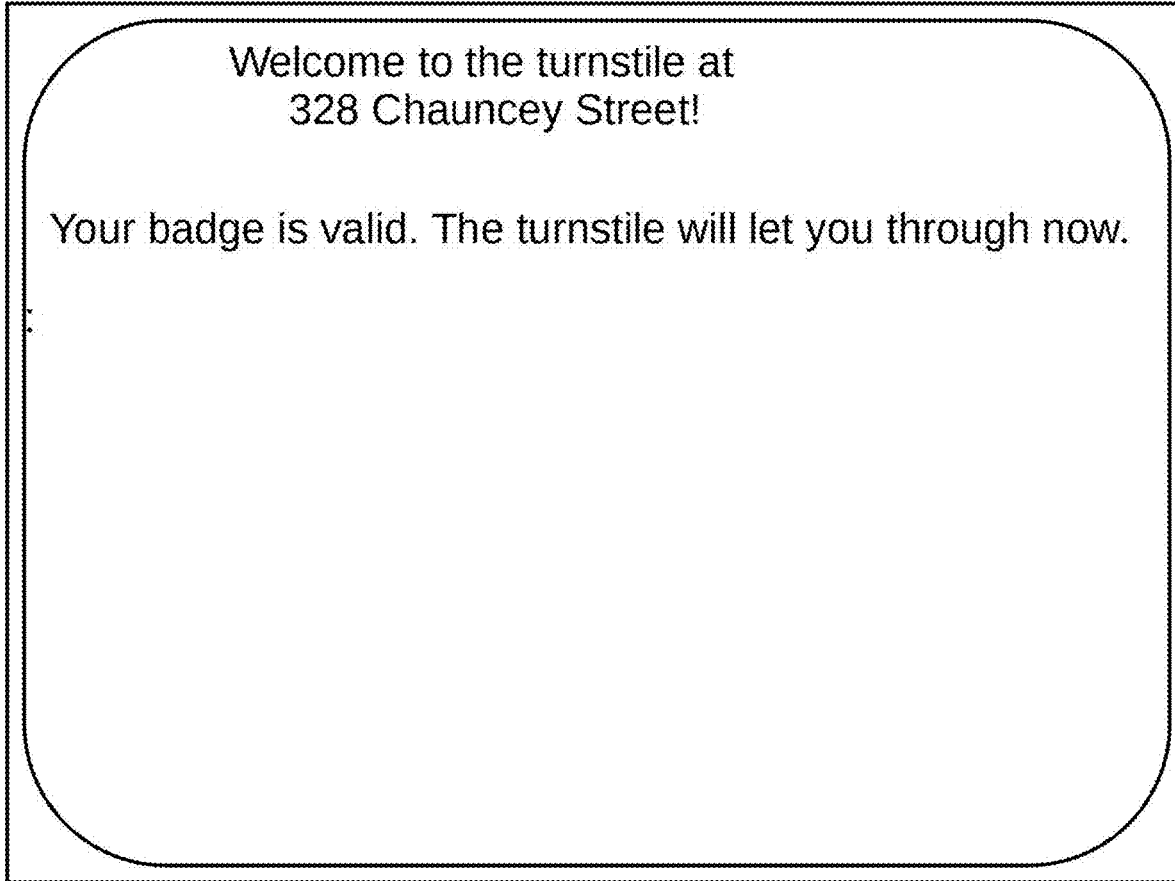 Welcome to the turnstile at
328 Chauncey Street!
Your badge is valid. The turnstile will let you through now.
: